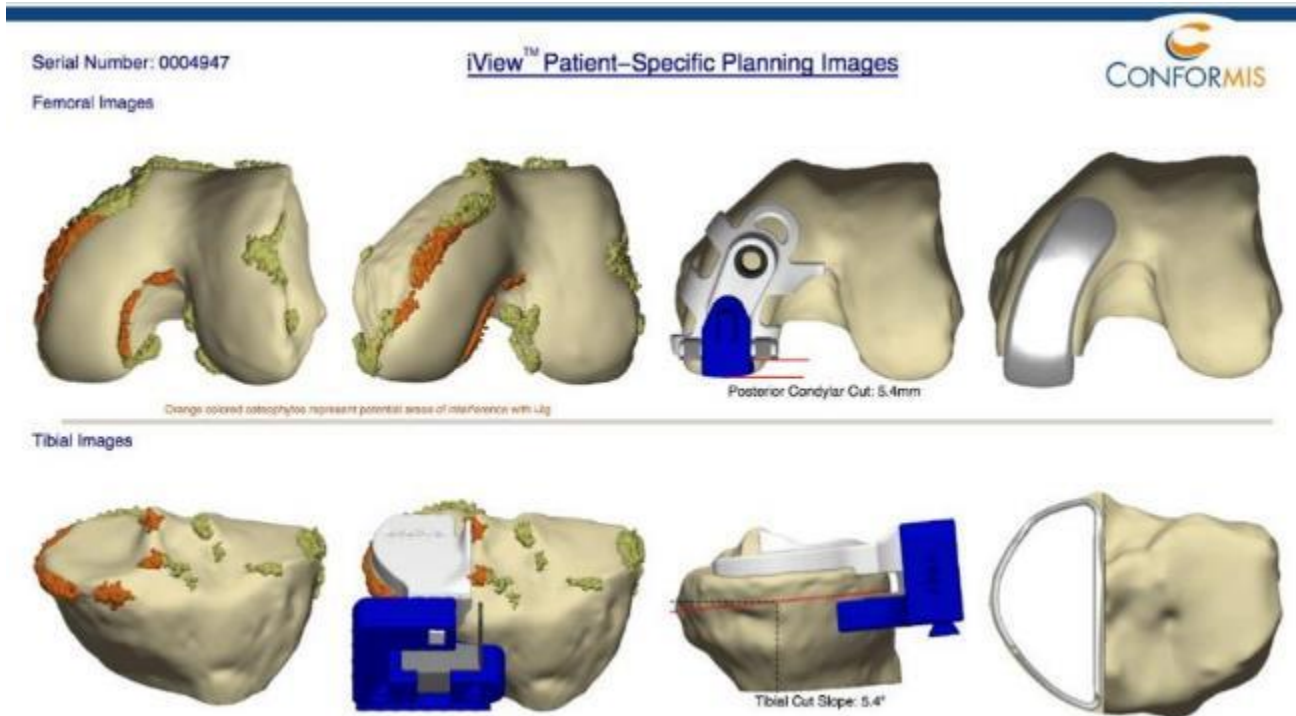 Serial Number: 0004947
iView™ Patient-Specific Planning Images
CONFORMIS
Femoral Images
Posterior Condylar Cut: 5.4mm
Orange colored osteophytes represent potential areas of interference with iJig
Tibial Images
Tibial Cut Slope: 5.4°